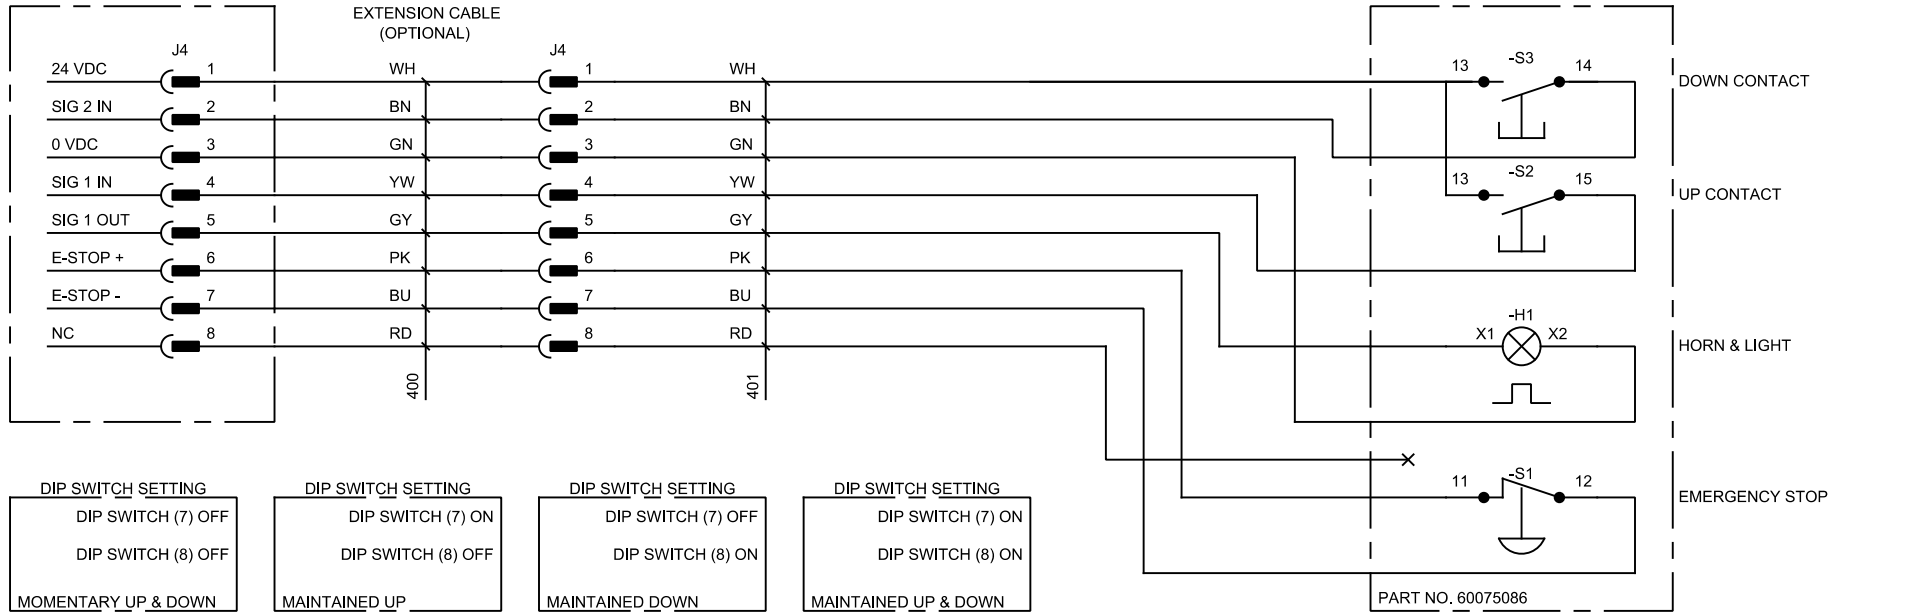 EXTENSION CABLE
(OPTIONAL)
J4
J4
24 VDC 1 WH 1 WH 13 -S3 14 DOWN CONTACT
SIG 2 IN 2 BN 2 BN
0 VDC 3 GN 3 GN
SIG 1 IN 4 YW 4 YW 13 -S2 15 UP CONTACT
SIG 1 OUT 5 GY 5 GY
E-STOP + 6 PK 6 PK
E-STOP - 7 BU 7 BU
NC 8 RD 8 RD X1 -H1 X2 HORN & LIGHT
400
401
11 -S1 12 EMERGENCY STOP
DIP SWITCH SETTING
DIP SWITCH (7) OFF
DIP SWITCH (8) OFF
MOMENTARY UP & DOWN
DIP SWITCH SETTING
DIP SWITCH (7) ON
DIP SWITCH (8) OFF
MAINTAINED UP
DIP SWITCH SETTING
DIP SWITCH (7) OFF
DIP SWITCH (8) ON
MAINTAINED DOWN
DIP SWITCH SETTING
DIP SWITCH (7) ON
DIP SWITCH (8) ON
MAINTAINED UP & DOWN
PART NO. 60075086